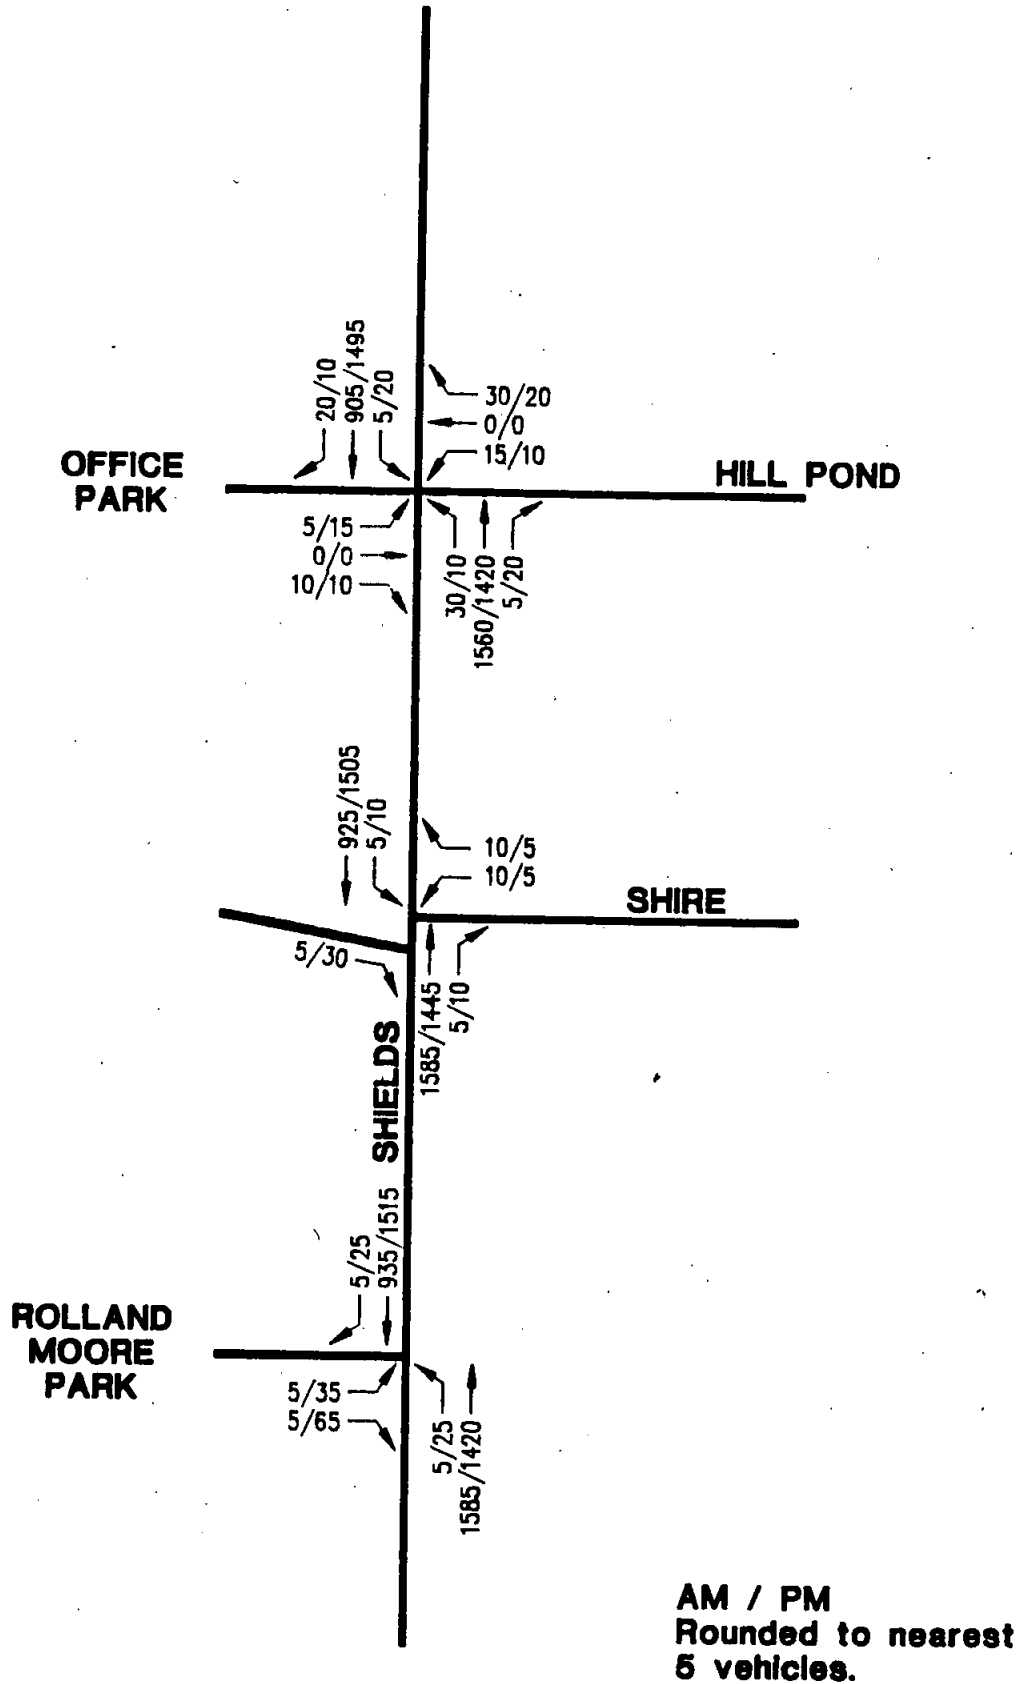 20/10
905/1495
5/20
30/20
0/0
15/10
OFFICE
PARK
HILL POND
5/15
0/0
10/10
30/10
1560/1420
5/20
925/1505
5/10
10/5
10/5
SHIRE
5/30
1585/1445
5/10
SHIELDS
5/25
935/1515
ROLLAND
MOORE
PARK
5/35
5/65
5/25
1585/1420
AM / PM
Rounded to nearest
5 vehicles.